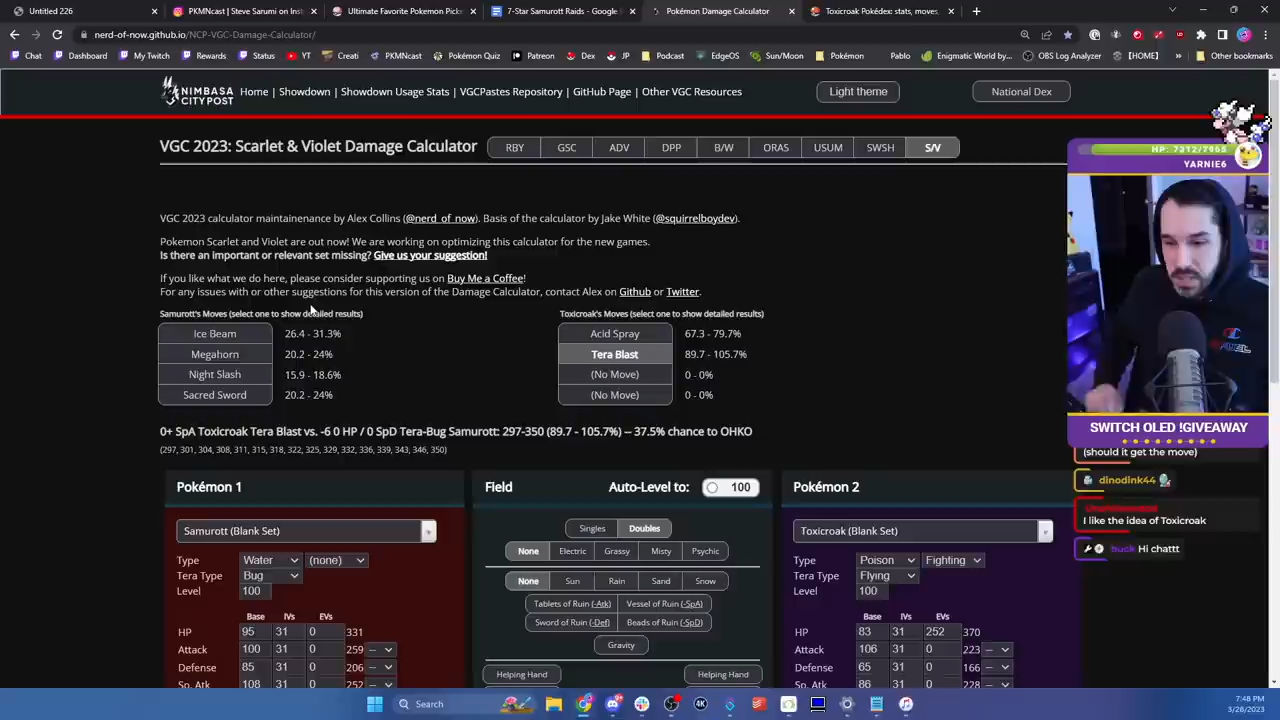 Untitled 226
PKMNcast | Steve Sarumi on Inst
Ultimate Favorite Pokemon Pick
7-Star Samurott Raids - Google
Pokémon Damage Calculator
Toxicroak Pokédex: stats, moves
nerd-of-now.github.io/NCP-VGC-Damage-Calculator/
Chat
Dashboard
My Twitch
Rewards
Status
YT
Creati
PKMNcast
Pokémon Quiz
Patreon
Dex
JP
Podcast
EdgeOS
Sun/Moon
Pokémon
Pablo
Enigmatic World by...
OBS Log Analyzer
【HOME】
Other bookmarks
NIMBASA
CITY POST
Home | Showdown | Showdown Usage Stats | VGCPastes Repository | GitHub Page | Other VGC Resources
Light theme
National Dex
VGC 2023: Scarlet & Violet Damage Calculator
RBY
GSC
ADV
DPP
B/W
ORAS
USUM
SWSH
S/V
HP: 7312/7965
YARNIE6
VGC 2022 calculator maintainenance by Alex Collins (@nerd_of_now). Basis of the calculator by Jake White (@squirrelboydev).
Pokemon Scarlet and Violet are out now! We are working on optimizing this calculator for the new games.
Is there an important or relevant set missing? Give us your suggestion!
If you like what we do here, please consider supporting us on Buy Me a Coffee!
For any issues with or other suggestions for this version of the Damage Calculator, contact Alex on Github or Twitter.
Samurott's Moves (select one to show detailed results)
Ice Beam 26.4 - 31.3%
Megahorn 20.2 - 24%
Night Slash 15.9 - 18.6%
Sacred Sword 20.2 - 24%
Toxicroak's Moves (select one to show detailed results)
Acid Spray 67.3 - 79.7%
Tera Blast 89.7 - 105.7%
(No Move) 0 - 0%
(No Move) 0 - 0%
0+ SpA Toxicroak Tera Blast vs. -6 0 HP / 0 SpD Tera-Bug Samurott: 297-350 (89.7 - 105.7%) -- 37.5% chance to OHKO
(297, 301, 304, 308, 311, 315, 318, 322, 325, 329, 332, 336, 339, 343, 346, 350)
Pokémon 1
Samurott (Blank Set)
Type Water (none)
Tera Type Bug
Level 100
Base IVs EVs
HP 95 31 0 331
Attack 100 31 0 259 --
Defense 85 31 0 206 --
Sp. Atk 108 31 0 252 --
Field
Auto-Level to: 100
Singles Doubles
None Electric Grassy Misty Psychic
None Sun Rain Sand Snow
Tablets of Ruin (-Atk) Vessel of Ruin (-SpA)
Sword of Ruin (-Def) Beads of Ruin (-SpD)
Gravity
Helping Hand Helping Hand
Pokémon 2
Toxicroak (Blank Set)
Type Poison Fighting
Tera Type Flying
Level 100
Base IVs EVs
HP 83 31 252 370
Attack 106 31 0 223 --
Defense 65 31 0 166 --
Sp. Atk 86 31 0 228 --
FUEL
SWITCH OLED !GIVEAWAY
(should it get the move)
dinodink44
I like the idea of Toxicroak
buck Hi chattt
Search
7:48 PM
3/28/2023